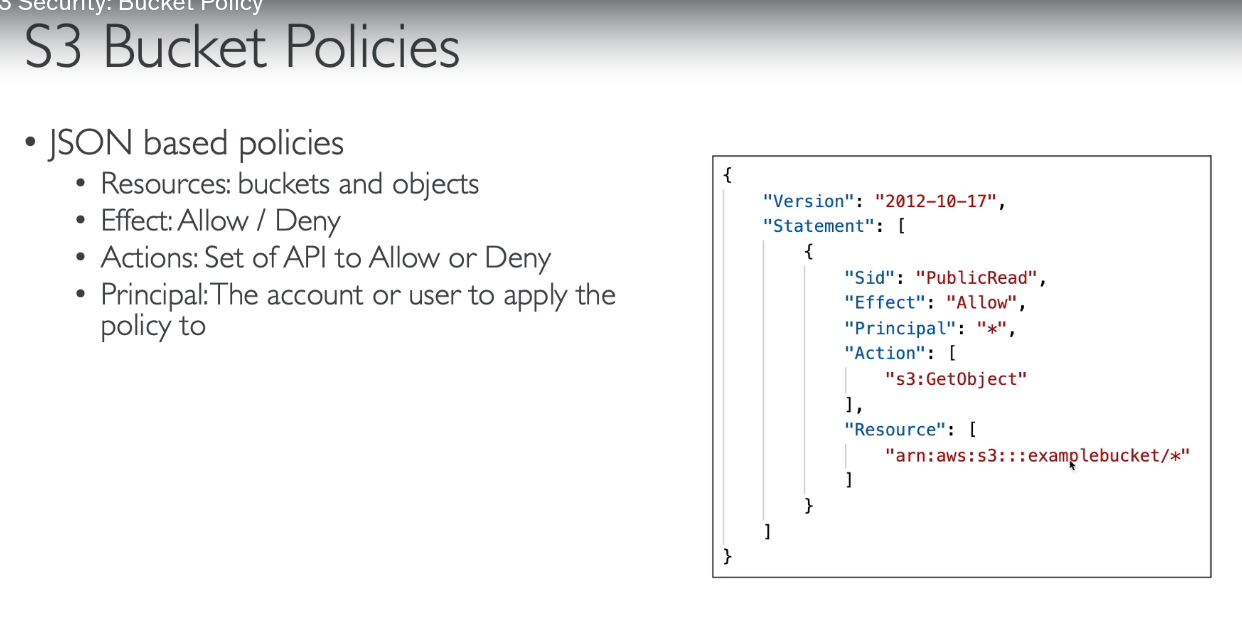 3 Security: Bucket Policy
S3 Bucket Policies
• JSON based policies
• Resources: buckets and objects
• Effect: Allow / Deny
• Actions: Set of API to Allow or Deny
• Principal: The account or user to apply the
policy to
{
"Version": "2012-10-17",
"Statement": [
{
"Sid": "PublicRead",
"Effect": "Allow",
"Principal": "*",
"Action": [
"s3:GetObject"
],
"Resource": [
"arn:aws:s3:::examplebucket/*"
]
}
]
}